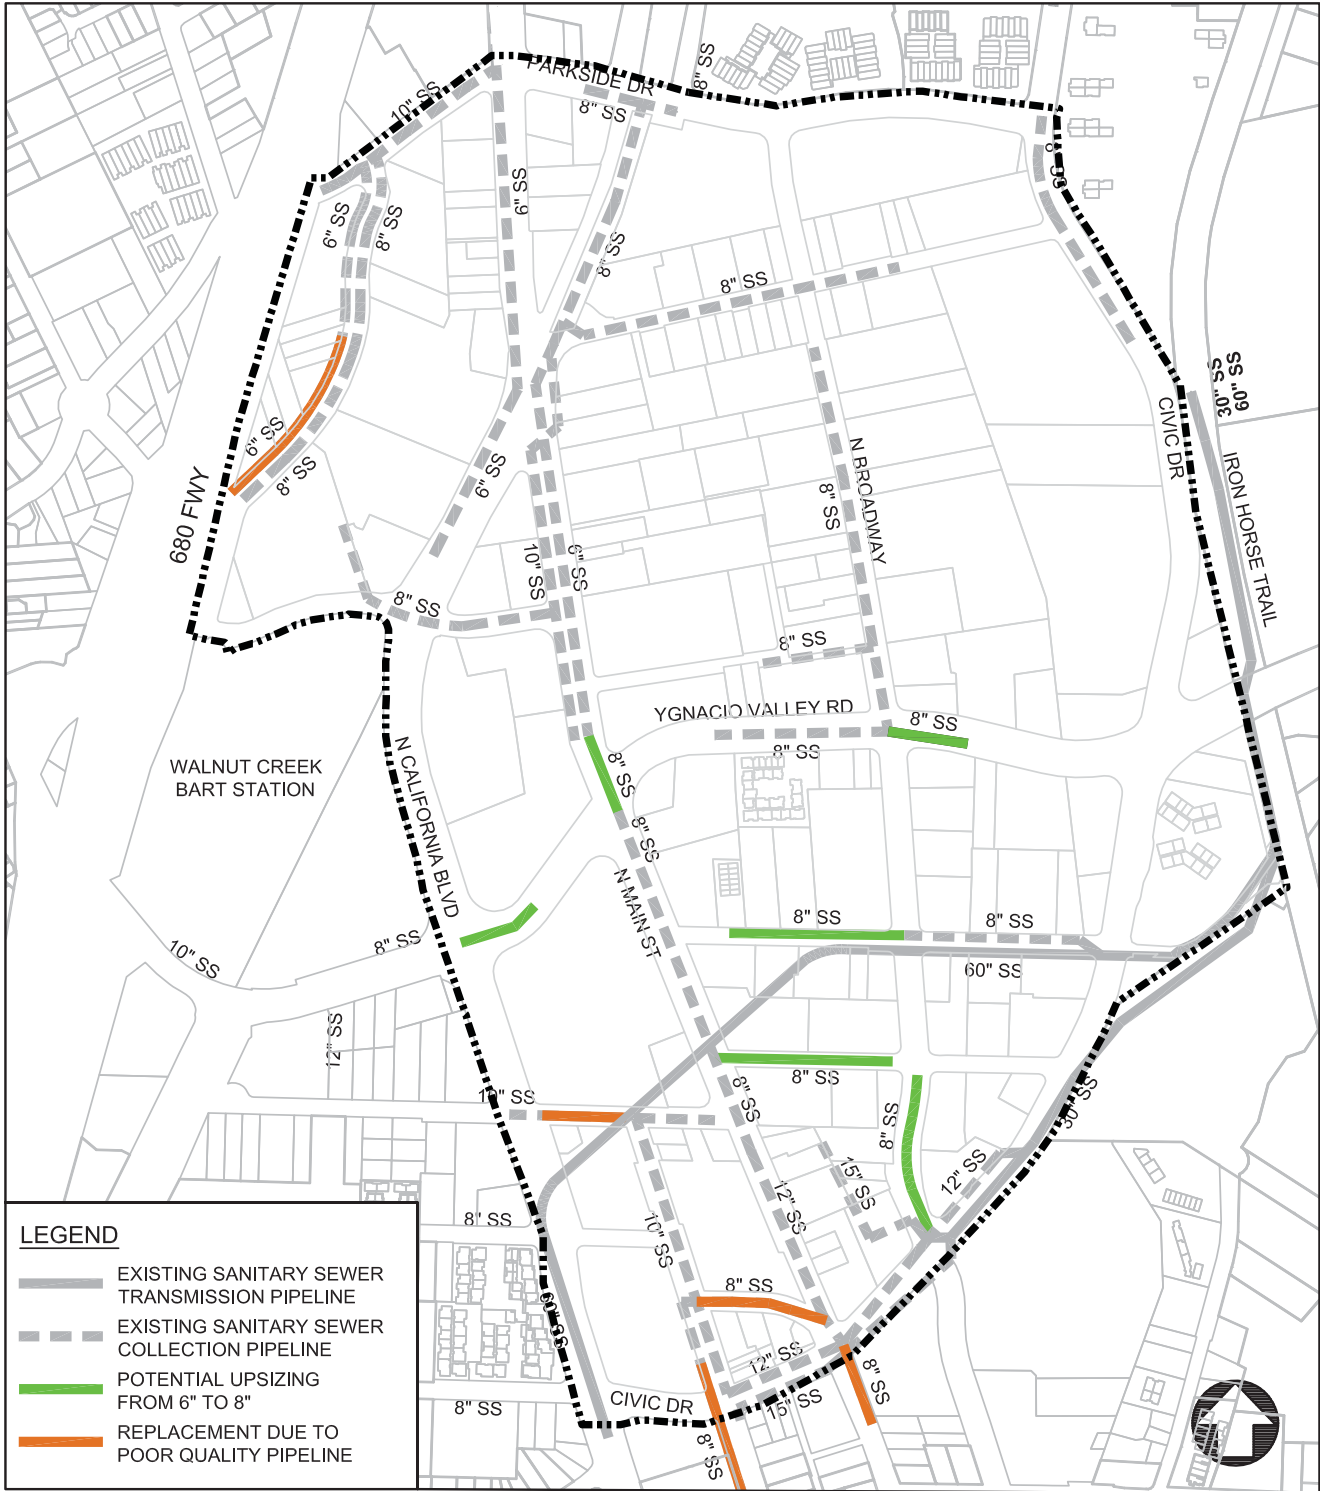 PARKSIDE DR
8" SS
10" SS
8" SS
8" SS
6" SS
6" SS
8" SS
8" SS
8" SS
30" SS
60" SS
CIVIC DR
IRON HORSE TRAIL
6" SS
8" SS
6" SS
N BROADWAY
8" SS
680 FWY
10" SS
6" SS
8" SS
8" SS
YGNACIO VALLEY RD
8" SS
8" SS
WALNUT CREEK
BART STATION
N CALIFORNIA BLVD
8" SS
8" SS
N MAIN ST
8" SS
8" SS
8" SS
10" SS
60" SS
12" SS
8" SS
10" SS
8" SS
8" SS
30" SS
15" SS
12" SS
12" SS
10" SS
8" SS
8" SS
60" SS
12" SS
8" SS
15" SS
CIVIC DR
8" SS
8" SS
LEGEND
EXISTING SANITARY SEWER
TRANSMISSION PIPELINE
EXISTING SANITARY SEWER
COLLECTION PIPELINE
POTENTIAL UPSIZING
FROM 6" TO 8"
REPLACEMENT DUE TO
POOR QUALITY PIPELINE